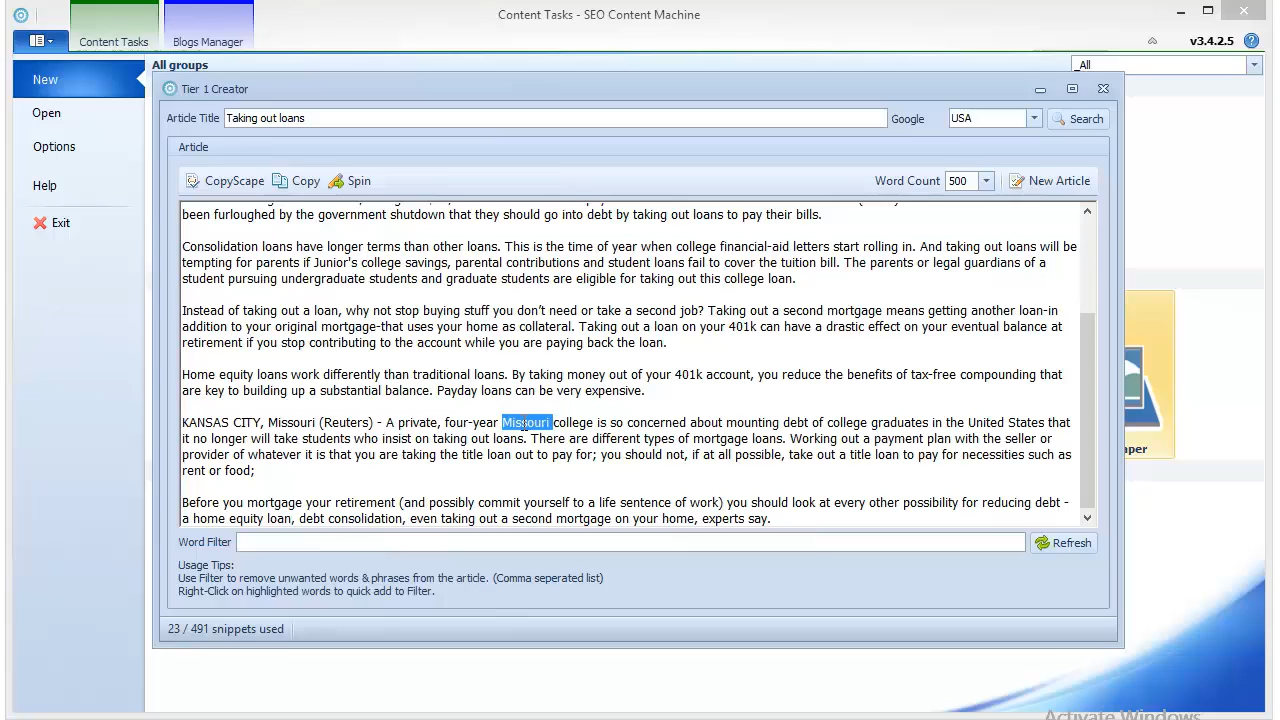 Content Tasks - SEO Content Machine
Content Tasks
Blogs Manager
v3.4.2.5
New
All groups
_All
Tier 1 Creator
Open
Article Title
Taking out loans
Google
USA
Search
Options
Article
CopyScape
Copy
Spin
Word Count
500
New Article
Help
Exit
been furloughed by the government shutdown that they should go into debt by taking out loans to pay their bills.
Consolidation loans have longer terms than other loans. This is the time of year when college financial-aid letters start rolling in. And taking out loans will be
tempting for parents if Junior's college savings, parental contributions and student loans fail to cover the tuition bill. The parents or legal guardians of a
student pursuing undergraduate students and graduate students are eligible for taking out this college loan.
Instead of taking out a loan, why not stop buying stuff you don’t need or take a second job? Taking out a second mortgage means getting another loan-in
addition to your original mortgage-that uses your home as collateral. Taking out a loan on your 401k can have a drastic effect on your eventual balance at
retirement if you stop contributing to the account while you are paying back the loan.
Home equity loans work differently than traditional loans. By taking money out of your 401k account, you reduce the benefits of tax-free compounding that
are key to building up a substantial balance. Payday loans can be very expensive.
KANSAS CITY, Missouri (Reuters) - A private, four-year Missouri college is so concerned about mounting debt of college graduates in the United States that
it no longer will take students who insist on taking out loans. There are different types of mortgage loans. Working out a payment plan with the seller or
provider of whatever it is that you are taking the title loan out to pay for; you should not, if at all possible, take out a title loan to pay for necessities such as
rent or food;
Before you mortgage your retirement (and possibly commit yourself to a life sentence of work) you should look at every other possibility for reducing debt -
a home equity loan, debt consolidation, even taking out a second mortgage on your home, experts say.
Word Filter
Refresh
Usage Tips:
Use Filter to remove unwanted words & phrases from the article. (Comma seperated list)
Right-Click on highlighted words to quick add to Filter.
23 / 491 snippets used
Activate Windows